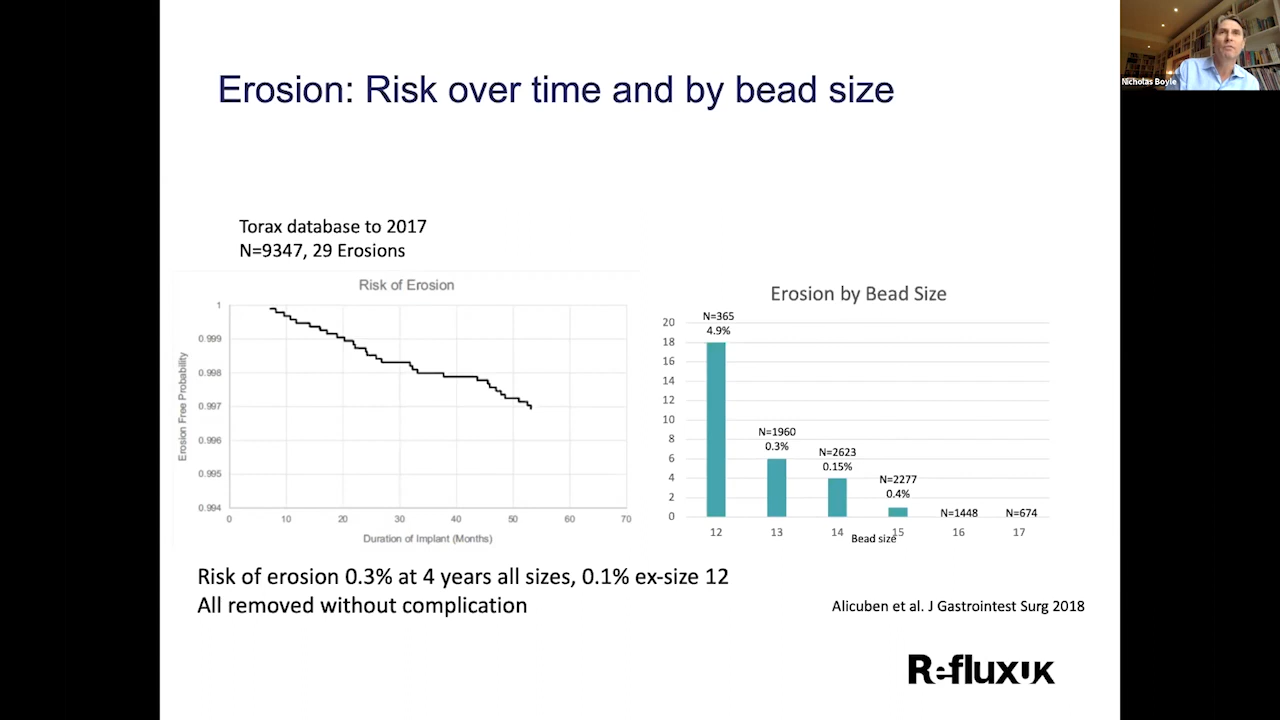 Nicholas Boyle
Erosion: Risk over time and by bead size
Torax database to 2017
N=9347, 29 Erosions
Risk of Erosion
1
0.999
0.998
0.997
0.996
0.995
0.994
Erosion Free Probability
0 10 20 30 40 50 60 70
Duration of Implant (Months)
Erosion by Bead Size
20
18
16
14
12
10
8
6
4
2
0
N=365
4.9%
N=1960
0.3%
N=2623
0.15%
N=2277
0.4%
N=1448
N=674
12 13 14 15 16 17
Bead size
Risk of erosion 0.3% at 4 years all sizes, 0.1% ex-size 12
All removed without complication
Alicuben et al. J Gastrointest Surg 2018
RefluxUK